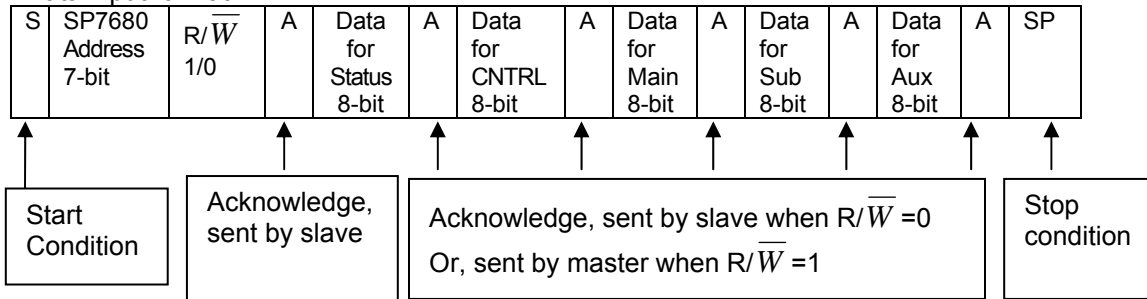 S SP7680 Address 7-bit R/W̅ 1/0 A Data for Status 8-bit A Data for CNTRL 8-bit A Data for Main 8-bit A Data for Sub 8-bit A Data for Aux 8-bit A SP
Start
Condition
Acknowledge,
sent by slave
Acknowledge, sent by slave when R/W̅ =0
Or, sent by master when R/W̅ =1
Stop
condition